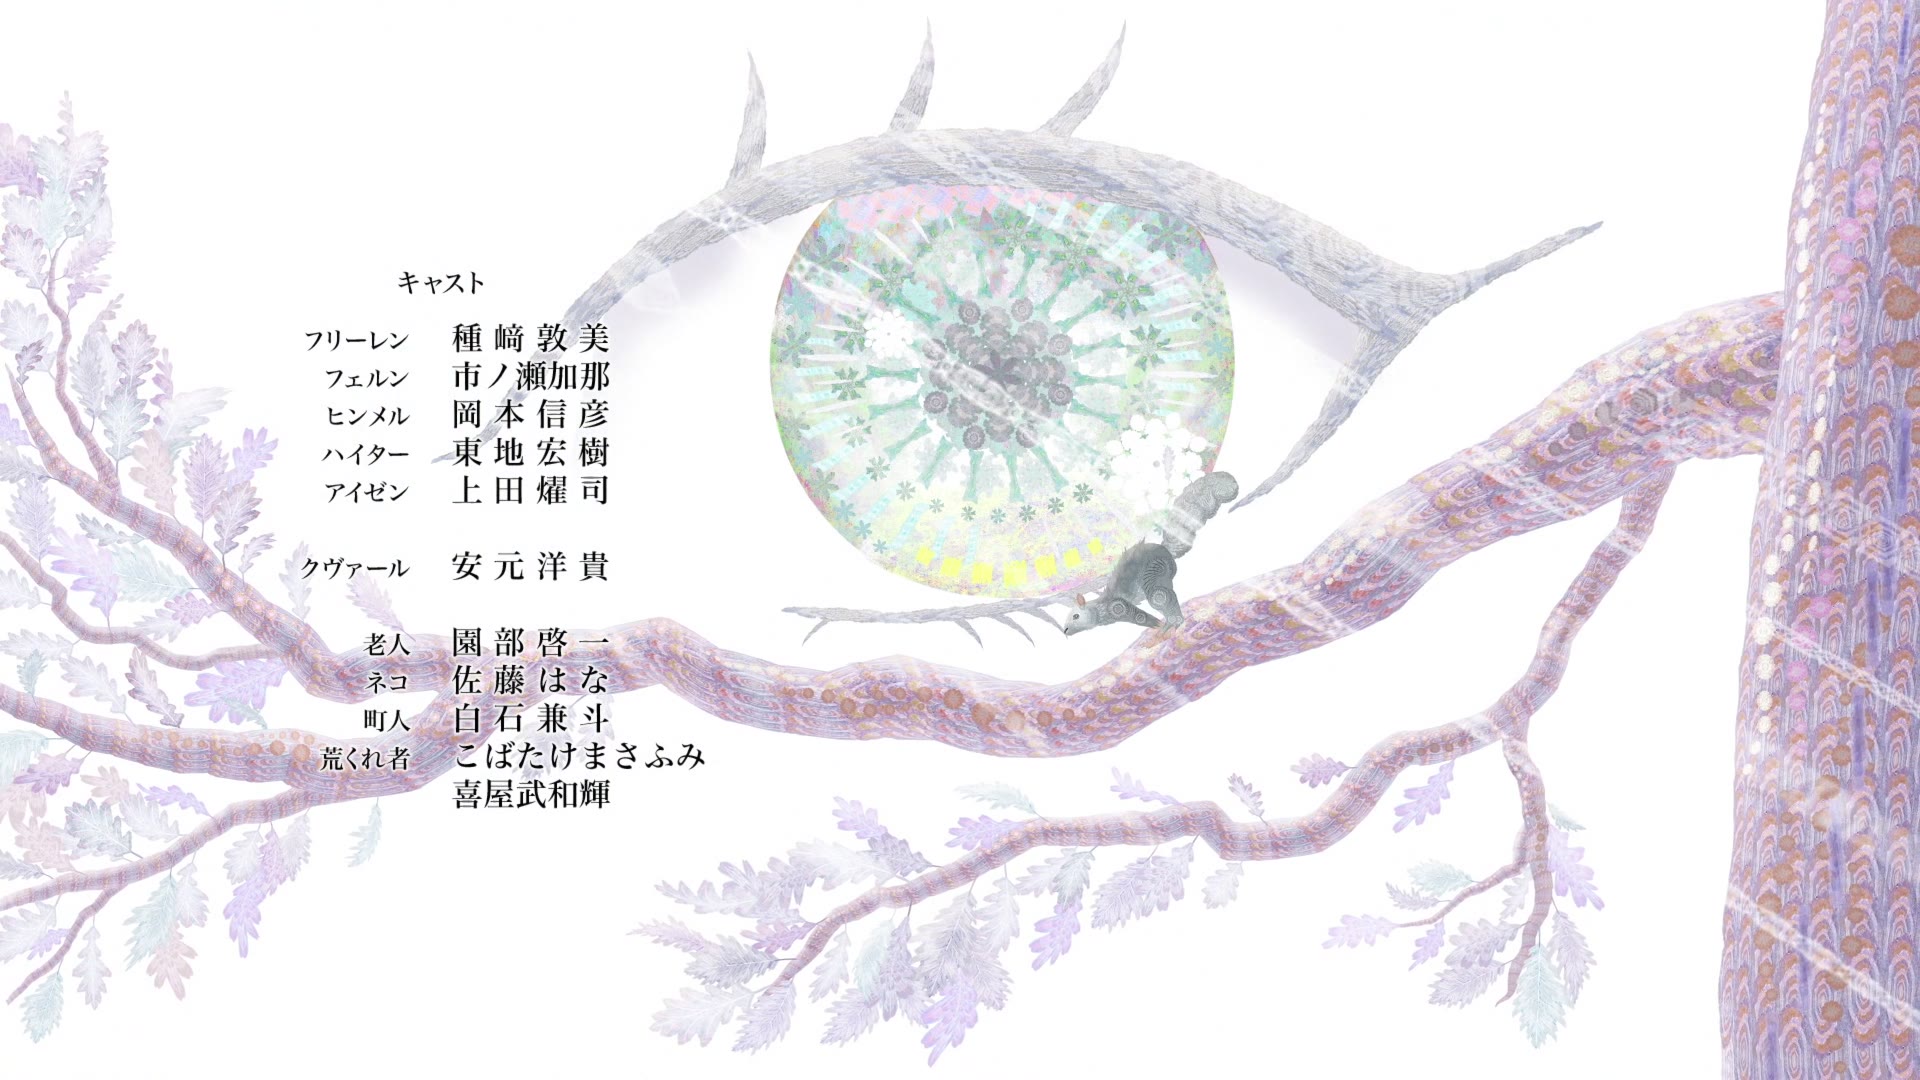 キャスト
フリーレン 種﨑敦美
フェルン 市ノ瀬加那
ヒンメル 岡本信彦
ハイター 東地宏樹
アイゼン 上田燿司
クヴァール 安元洋貴
老人 園部啓一
ネコ 佐藤はな
町人 白石兼斗
荒くれ者 こばたけまさふみ
喜屋武和輝